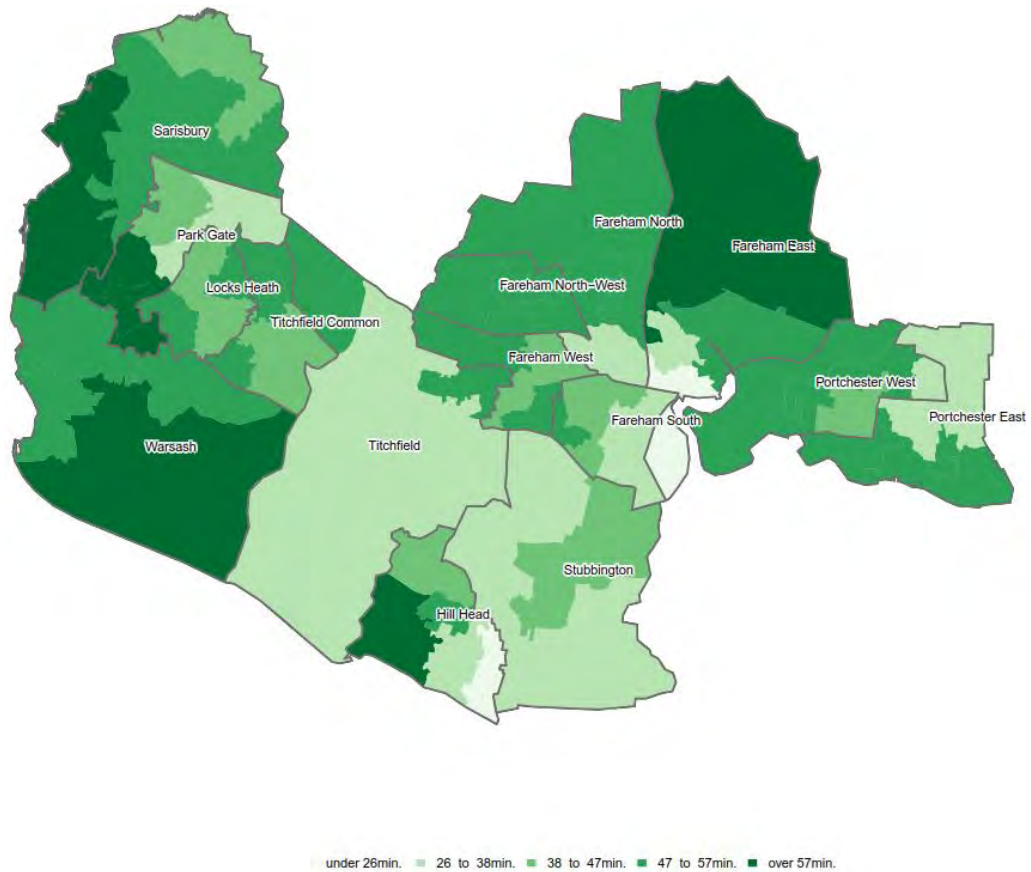 Sarisbury
Fareham North
Park Gate
Fareham East
Locks Heath
Fareham North-West
Titchfield Common
Fareham West
Portchester West
Fareham South
Portchester East
Warsash
Titchfield
Stubbington
Hill Head
under 26min. 26 to 38min. 38 to 47min. 47 to 57min. over 57min.